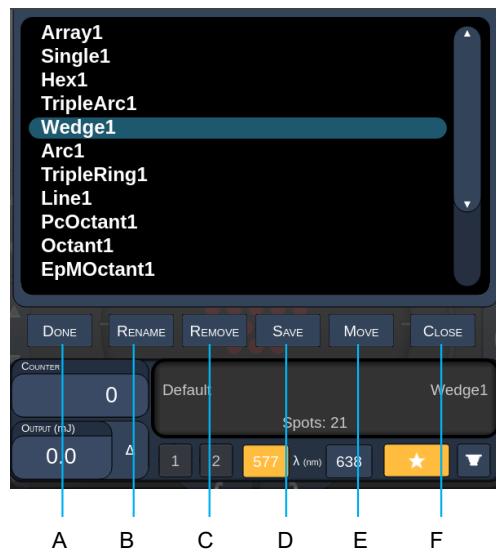 Array1
Single1
Hex1
TripleArc1
Wedge1
Arc1
TripleRing1
Line1
PcOctant1
Octant1
EpMOctant1
DONE RENAME REMOVE SAVE MOVE CLOSE
COUNTER
0
Default Wedge1
Spots: 21
OUTPUT (mJ)
0.0 Δ
1 2 577 λ (nm) 638
A B C D E F